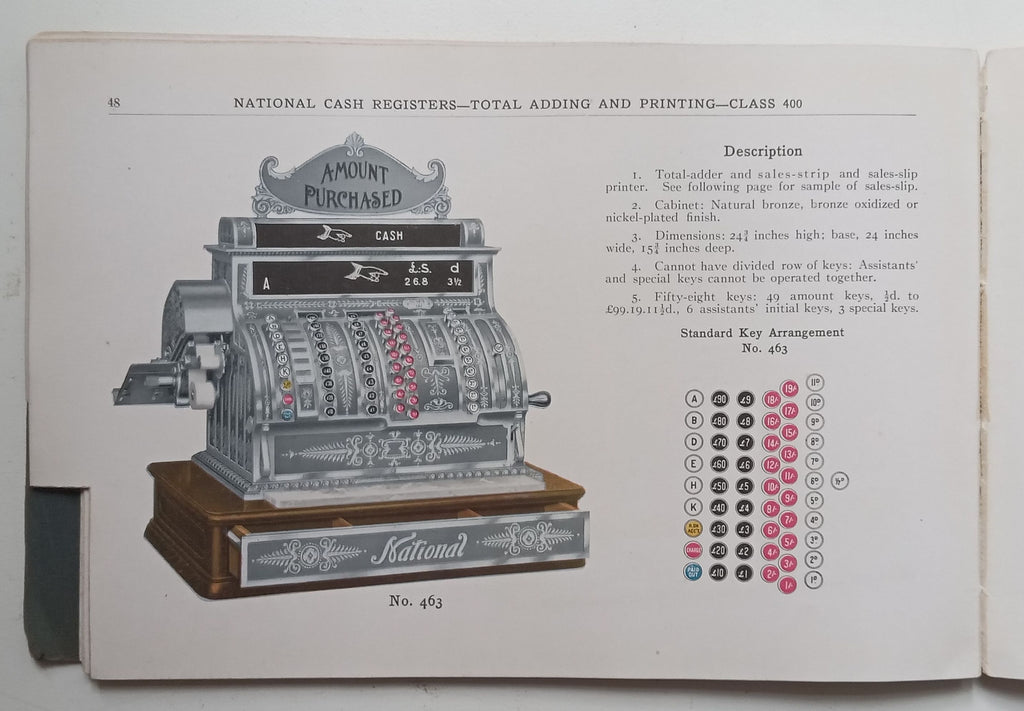 48
NATIONAL CASH REGISTERS—TOTAL ADDING AND PRINTING—CLASS 400
AMOUNT
PURCHASED
CASH
£.S. d
A 26.8 3½
National
No. 463
Description
1. Total-adder and sales-strip and sales-slip
printer. See following page for sample of sales-slip.
2. Cabinet: Natural bronze, bronze oxidized or
nickel-plated finish.
3. Dimensions: 24¾ inches high; base, 24 inches
wide, 15¾ inches deep.
4. Cannot have divided row of keys: Assistants'
and special keys cannot be operated together.
5. Fifty-eight keys: 49 amount keys, ½d. to
£99.19.11½d., 6 assistants' initial keys, 3 special keys.
Standard Key Arrangement
No. 463
19/- 11D
A £90 £9 18/- 10D
17/-
B £80 £8 16/- 9D
15/-
D £70 £7 14/- 8D
13/-
E £60 £6 12/- 7D
11/-
H £50 £5 10/- 6D ½D
9/-
K £40 £4 8/- 5D
7/-
£30 £3 6/- 4D
5/-
CHARGE £20 £2 4/- 3D
3/-
PAID OUT £10 £1 2/- 2D
1/- 1D